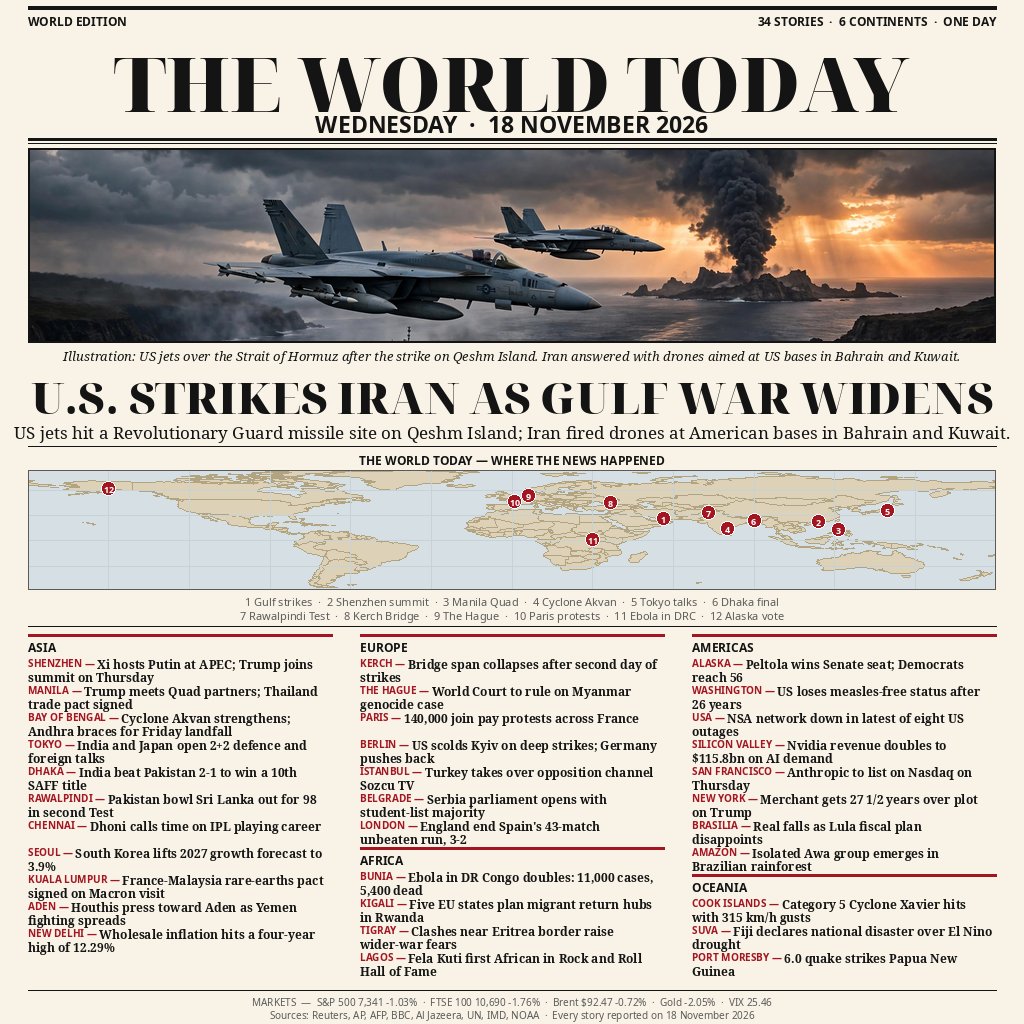 WORLD EDITION
34 STORIES · 6 CONTINENTS · ONE DAY
THE WORLD TODAY
WEDNESDAY · 18 NOVEMBER 2026
Illustration: US jets over the Strait of Hormuz after the strike on Qeshm Island. Iran answered with drones aimed at US bases in Bahrain and Kuwait.
U.S. STRIKES IRAN AS GULF WAR WIDENS
US jets hit a Revolutionary Guard missile site on Qeshm Island; Iran fired drones at American bases in Bahrain and Kuwait.
THE WORLD TODAY — WHERE THE NEWS HAPPENED
12
10
9
8
1
7
4
6
2
3
5
11
1 Gulf strikes · 2 Shenzhen summit · 3 Manila Quad · 4 Cyclone Akvan · 5 Tokyo talks · 6 Dhaka final
7 Rawalpindi Test · 8 Kerch Bridge · 9 The Hague · 10 Paris protests · 11 Ebola in DRC · 12 Alaska vote
ASIA
SHENZHEN — Xi hosts Putin at APEC; Trump joins
summit on Thursday
MANILA — Trump meets Quad partners; Thailand
trade pact signed
BAY OF BENGAL — Cyclone Akvan strengthens;
Andhra braces for Friday landfall
TOKYO — India and Japan open 2+2 defence and
foreign talks
DHAKA — India beat Pakistan 2-1 to win a 10th
SAFF title
RAWALPINDI — Pakistan bowl Sri Lanka out for 98
in second Test
CHENNAI — Dhoni calls time on IPL playing career
SEOUL — South Korea lifts 2027 growth forecast to
3.9%
KUALA LUMPUR — France-Malaysia rare-earths pact
signed on Macron visit
ADEN — Houthis press toward Aden as Yemen
fighting spreads
NEW DELHI — Wholesale inflation hits a four-year
high of 12.29%
EUROPE
KERCH — Bridge span collapses after second day of
strikes
THE HAGUE — World Court to rule on Myanmar
genocide case
PARIS — 140,000 join pay protests across France
BERLIN — US scolds Kyiv on deep strikes; Germany
pushes back
ISTANBUL — Turkey takes over opposition channel
Sozcu TV
BELGRADE — Serbia parliament opens with
student-list majority
LONDON — England end Spain's 43-match
unbeaten run, 3-2
AFRICA
BUNIA — Ebola in DR Congo doubles: 11,000 cases,
5,400 dead
KIGALI — Five EU states plan migrant return hubs
in Rwanda
TIGRAY — Clashes near Eritrea border raise
wider-war fears
LAGOS — Fela Kuti first African in Rock and Roll
Hall of Fame
AMERICAS
ALASKA — Peltola wins Senate seat; Democrats
reach 56
WASHINGTON — US loses measles-free status after
26 years
USA — NSA network down in latest of eight US
outages
SILICON VALLEY — Nvidia revenue doubles to
$115.8bn on AI demand
SAN FRANCISCO — Anthropic to list on Nasdaq on
Thursday
NEW YORK — Merchant gets 27 1/2 years over plot
on Trump
BRASILIA — Real falls as Lula fiscal plan
disappoints
AMAZON — Isolated Awa group emerges in
Brazilian rainforest
OCEANIA
COOK ISLANDS — Category 5 Cyclone Xavier hits
with 315 km/h gusts
SUVA — Fiji declares national disaster over El Nino
drought
PORT MORESBY — 6.0 quake strikes Papua New
Guinea
MARKETS — S&P 500 7,341 -1.03% · FTSE 100 10,690 -1.76% · Brent $92.47 -0.72% · Gold -2.05% · VIX 25.46
Sources: Reuters, AP, AFP, BBC, Al Jazeera, UN, IMD, NOAA · Every story reported on 18 November 2026